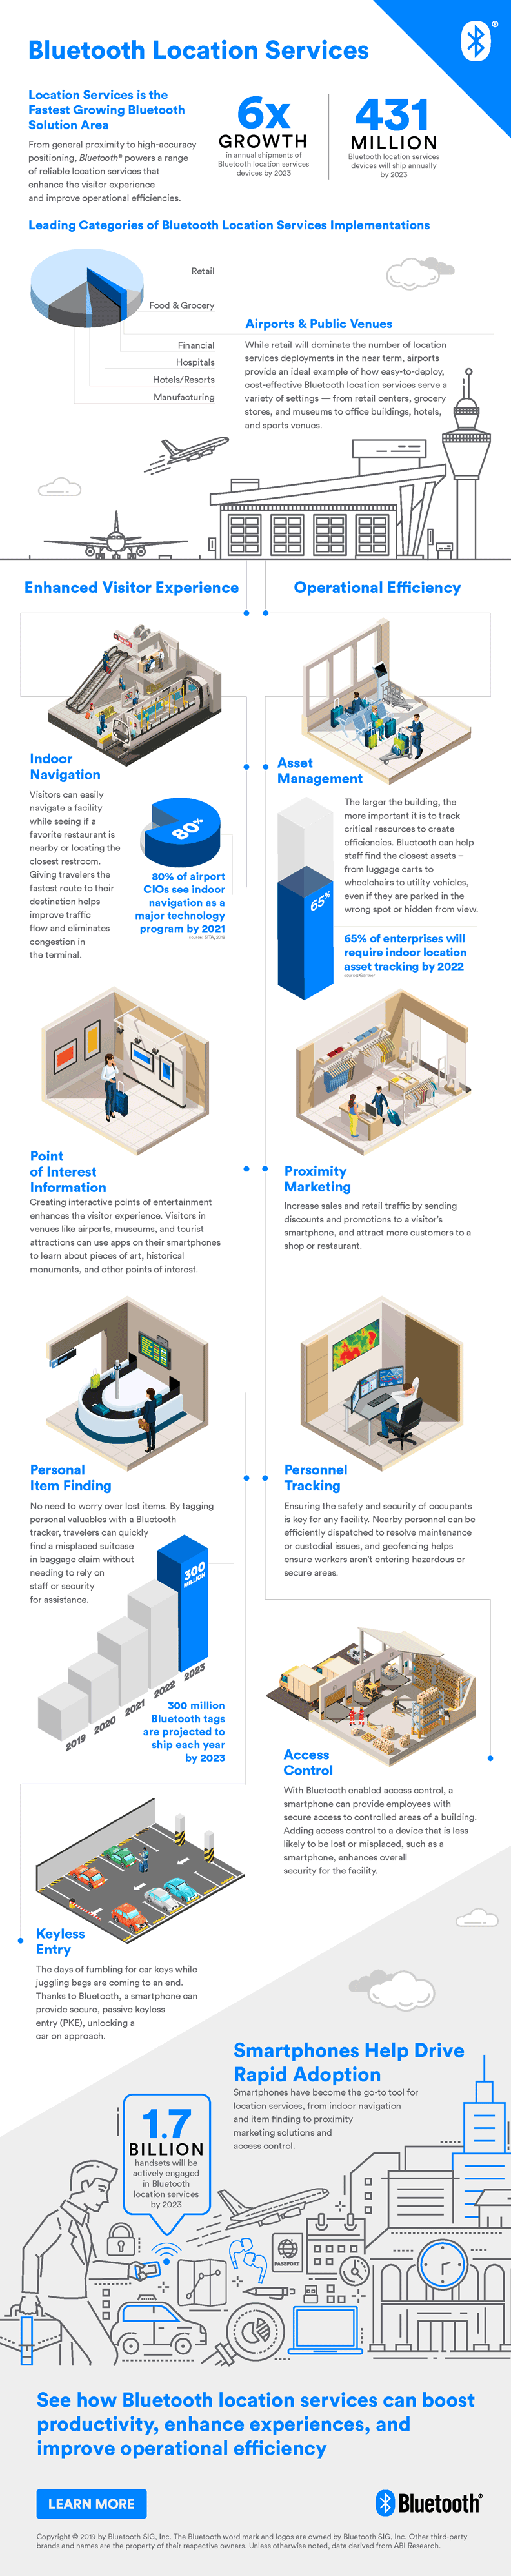 Bluetooth Location Services
®
Location Services is the
Fastest Growing Bluetooth
Solution Area
From general proximity to high-accuracy
positioning, Bluetooth® powers a range
of reliable location services that
enhance the visitor experience
and improve operational efficiencies.
6x
GROWTH
in annual shipments of
Bluetooth location services
devices by 2023
431
MILLION
Bluetooth location services
devices will ship annually
by 2023
Leading Categories of Bluetooth Location Services Implementations
Retail
Food & Grocery
Financial
Hospitals
Hotels/Resorts
Manufacturing
Airports & Public Venues
While retail will dominate the number of location
services deployments in the near term, airports
provide an ideal example of how easy-to-deploy,
cost-effective Bluetooth location services serve a
variety of settings — from retail centers, grocery
stores, and museums to office buildings, hotels,
and sports venues.
Enhanced Visitor Experience
Operational Efficiency
Indoor
Navigation
Visitors can easily
navigate a facility
while seeing if a
favorite restaurant is
nearby or locating the
closest restroom.
Giving travelers the
fastest route to their
destination helps
improve traffic
flow and eliminates
congestion in
the terminal.
80%
80% of airport
CIOs see indoor
navigation as a
major technology
program by 2021
source: SITA, 2018
Asset
Management
The larger the building, the
more important it is to track
critical resources to create
efficiencies. Bluetooth can help
staff find the closest assets –
from luggage carts to
wheelchairs to utility vehicles,
even if they are parked in the
wrong spot or hidden from view.
65%
65% of enterprises will
require indoor location
asset tracking by 2022
source: Gartner
Point
of Interest
Information
Creating interactive points of entertainment
enhances the visitor experience. Visitors in
venues like airports, museums, and tourist
attractions can use apps on their smartphones
to learn about pieces of art, historical
monuments, and other points of interest.
Proximity
Marketing
Increase sales and retail traffic by sending
discounts and promotions to a visitor's
smartphone, and attract more customers to a
shop or restaurant.
Personal
Item Finding
No need to worry over lost items. By tagging
personal valuables with a Bluetooth
tracker, travelers can quickly
find a misplaced suitcase
in baggage claim without
needing to rely on
staff or security
for assistance.
300
MILLION
2019
2020
2021
2022
2023
300 million
Bluetooth tags
are projected to
ship each year
by 2023
Personnel
Tracking
Ensuring the safety and security of occupants
is key for any facility. Nearby personnel can be
efficiently dispatched to resolve maintenance
or custodial issues, and geofencing helps
ensure workers aren't entering hazardous or
secure areas.
Access
Control
With Bluetooth enabled access control, a
smartphone can provide employees with
secure access to controlled areas of a building.
Adding access control to a device that is less
likely to be lost or misplaced, such as a
smartphone, enhances overall
security for the facility.
Keyless
Entry
The days of fumbling for car keys while
juggling bags are coming to an end.
Thanks to Bluetooth, a smartphone can
provide secure, passive keyless
entry (PKE), unlocking a
car on approach.
Smartphones Help Drive
Rapid Adoption
Smartphones have become the go-to tool for
location services, from indoor navigation
and item finding to proximity
marketing solutions and
access control.
1.7
BILLION
handsets will be
actively engaged
in Bluetooth
location services
by 2023
PASSPORT
See how Bluetooth location services can boost
productivity, enhance experiences, and
improve operational efficiency
LEARN MORE
Bluetooth®
Copyright © 2019 by Bluetooth SIG, Inc. The Bluetooth word mark and logos are owned by Bluetooth SIG, Inc. Other third-party
brands and names are the property of their respective owners. Unless otherwise noted, data derived from ABI Research.